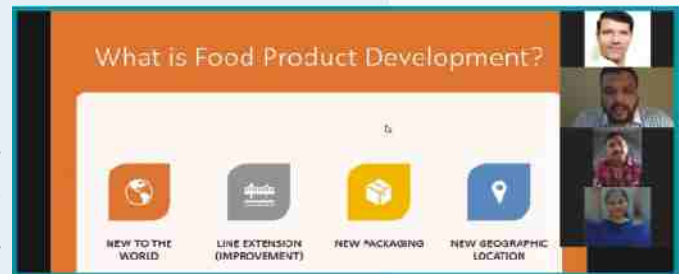 What is Food Product Development?
NEW TO THE
WORLD
LINE EXTENSION
(IMPROVEMENT)
NEW PACKAGING
NEW GEOGRAPHIC
LOCATION